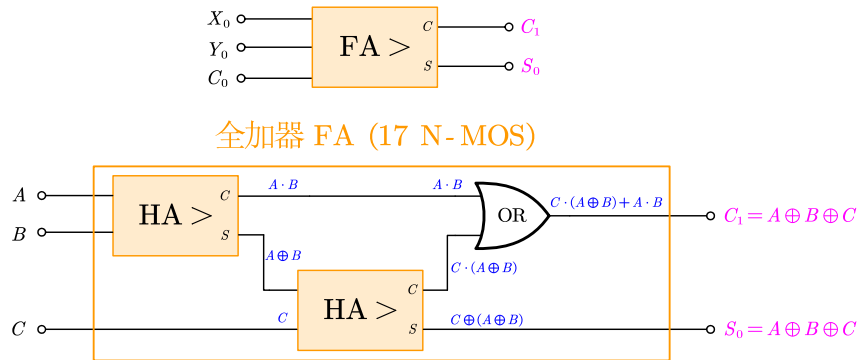 X₀
Y₀
C₀
FA >
C
S
C₁
S₀
全加器 FA (17 N-MOS)
A
B
C
HA >
C
S
A · B
A · B
A⊕B
C
HA >
C
S
OR
C · (A⊕B)
C⊕(A⊕B)
C · (A⊕B)+A · B
C₁ = A ⊕ B ⊕ C
S₀ = A ⊕ B ⊕ C